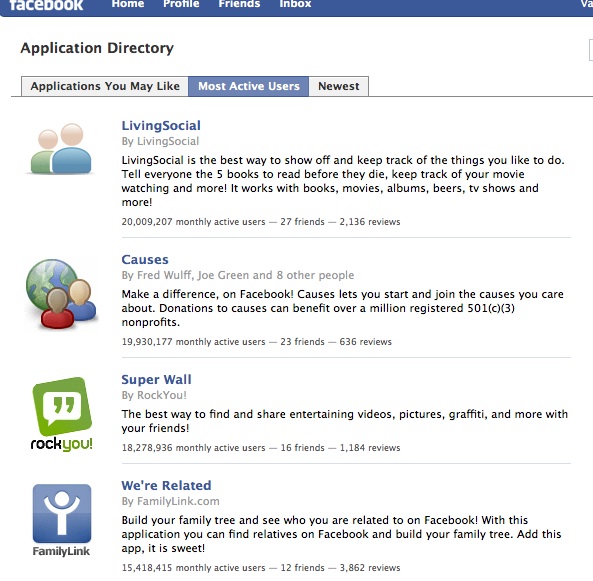 facebook Home Profile Friends Inbox Va
Application Directory
Applications You May Like Most Active Users Newest
LivingSocial
By LivingSocial
LivingSocial is the best way to show off and keep track of the things you like to do.
Tell everyone the 5 books to read before they die, keep track of your movie
watching and more! It works with books, movies, albums, beers, tv shows and
more!
20,009,207 monthly active users — 27 friends — 2,136 reviews
Causes
By Fred Wulff, Joe Green and 8 other people
Make a difference, on Facebook! Causes lets you start and join the causes you care
about. Donations to causes can benefit over a million registered 501(c)(3)
nonprofits.
19,930,177 monthly active users — 23 friends — 636 reviews
Super Wall
By RockYou!
The best way to find and share entertaining videos, pictures, graffiti, and more with
your friends!
18,278,936 monthly active users — 16 friends — 1,184 reviews
rockyou!
We're Related
By FamilyLink.com
Build your family tree and see who you are related to on Facebook! With this
application you can find relatives on Facebook and build your family tree. Add this
app, it is sweet!
15,418,415 monthly active users — 12 friends — 3,862 reviews
FamilyLink